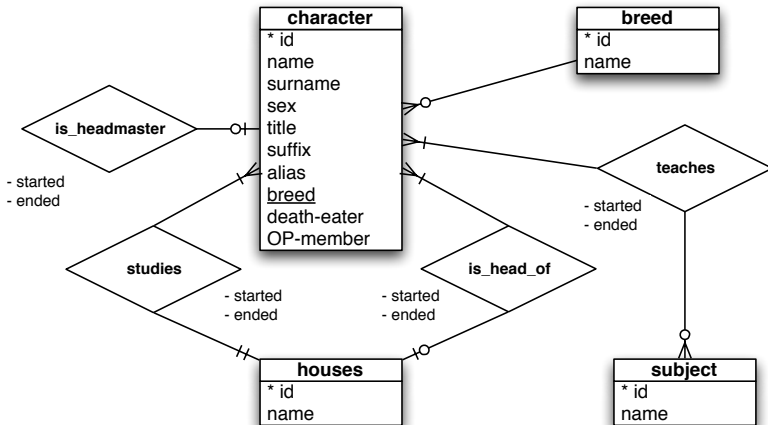 character
* id
name
surname
sex
title
suffix
alias
breed
death-eater
OP-member
breed
* id
name
is_headmaster
- started
- ended
teaches
- started
- ended
studies
- started
- ended
is_head_of
- started
- ended
houses
* id
name
subject
* id
name